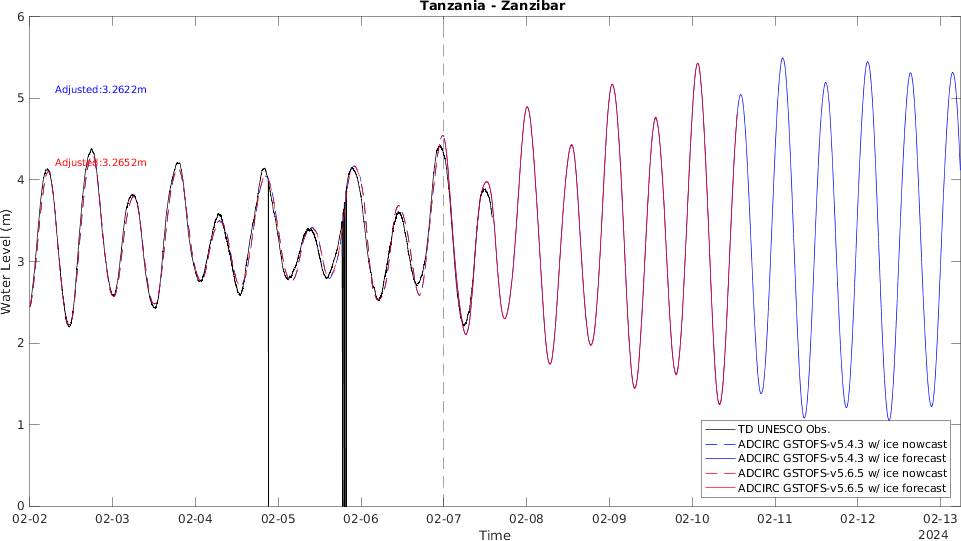 Tanzania - Zanzibar
Water Level (m)
6
5
4
3
2
1
0
Adjusted:3.2622m
Adjusted:3.2652m
TD UNESCO Obs.
ADCIRC GSTOFS-v5.4.3 w/ ice nowcast
ADCIRC GSTOFS-v5.4.3 w/ ice forecast
ADCIRC GSTOFS-v5.6.5 w/ ice nowcast
ADCIRC GSTOFS-v5.6.5 w/ ice forecast
02-02 02-03 02-04 02-05 02-06 02-07 02-08 02-09 02-10 02-11 02-12 02-13
Time
2024